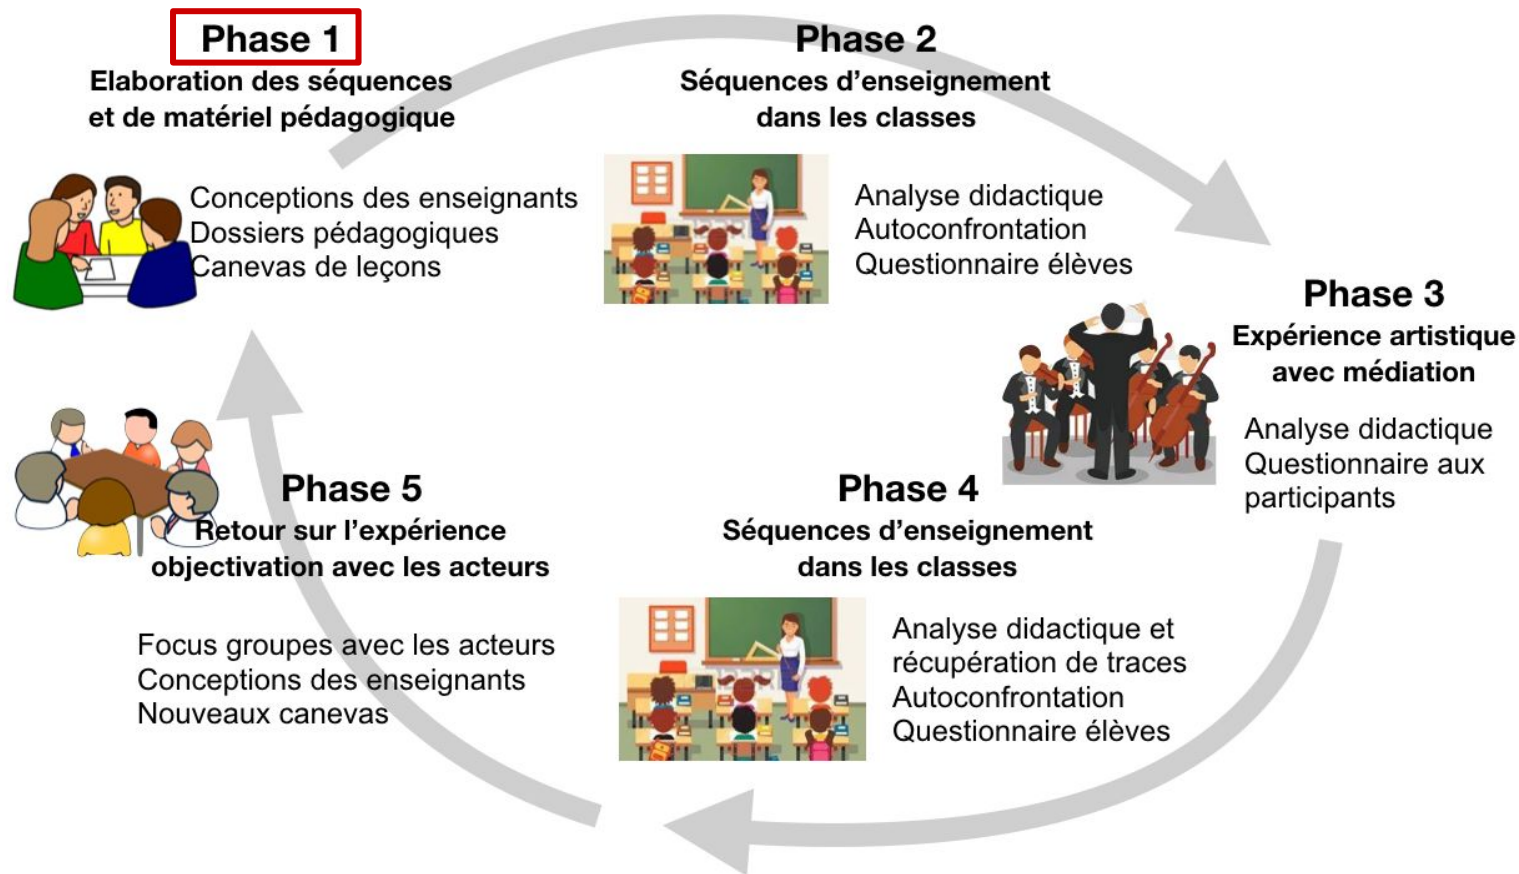 Phase 1
Elaboration des séquences
et de matériel pédagogique
Conceptions des enseignants
Dossiers pédagogiques
Canevas de leçons
Phase 2
Séquences d'enseignement
dans les classes
Analyse didactique
Autoconfrontation
Questionnaire élèves
Phase 3
Expérience artistique
avec médiation
Analyse didactique
Questionnaire aux
participants
Phase 4
Séquences d'enseignement
dans les classes
Analyse didactique et
récupération de traces
Autoconfrontation
Questionnaire élèves
Phase 5
Retour sur l'expérience
objectivation avec les acteurs
Focus groupes avec les acteurs
Conceptions des enseignants
Nouveaux canevas